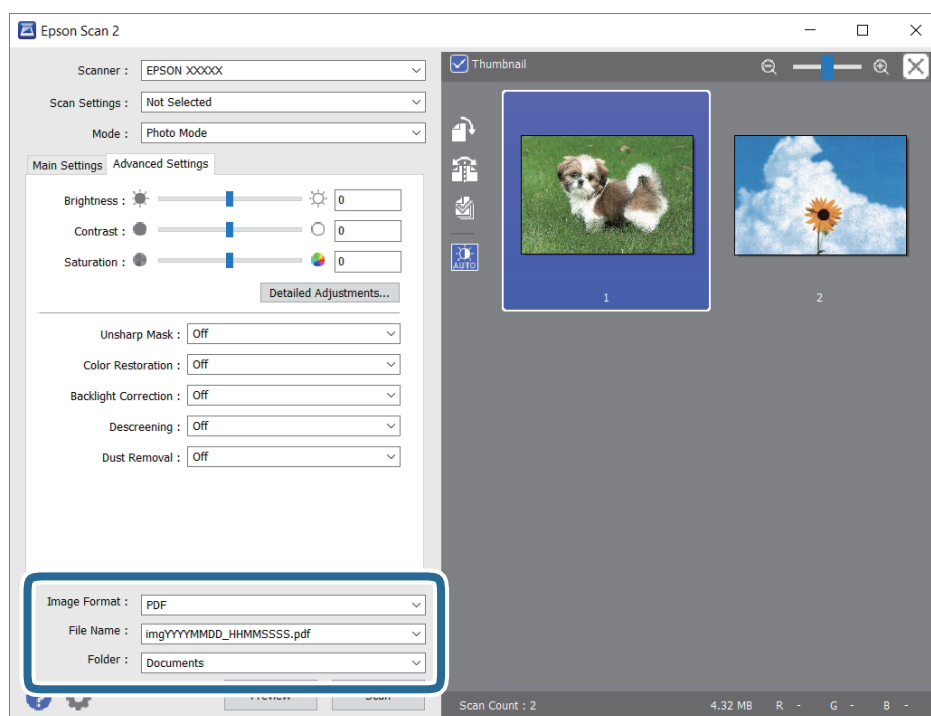 Epson Scan 2
Scanner : EPSON XXXXX
Scan Settings : Not Selected
Mode : Photo Mode
Main Settings Advanced Settings
Brightness : 0
Contrast : 0
Saturation : 0
Detailed Adjustments...
Unsharp Mask : Off
Color Restoration : Off
Backlight Correction : Off
Descreening : Off
Dust Removal : Off
Image Format : PDF
File Name : imgYYYYMMDD_HHMMSSSS.pdf
Folder : Documents
Preview Scan
Thumbnail
AUTO
1
2
Scan Count : 2 4.32 MB R - G - B -